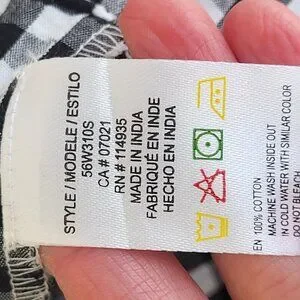 STYLE / MODELE / ESTILO
56W310S
CA # 07021
RN # 114935
MADE IN INDIA
FABRIQUÉ EN INDE
HECHO EN INDIA
EN 100% COTTON
MACHINE WASH INSIDE OUT
IN COLD WATER WITH SIMILAR COLOR
DO NOT BLEACH